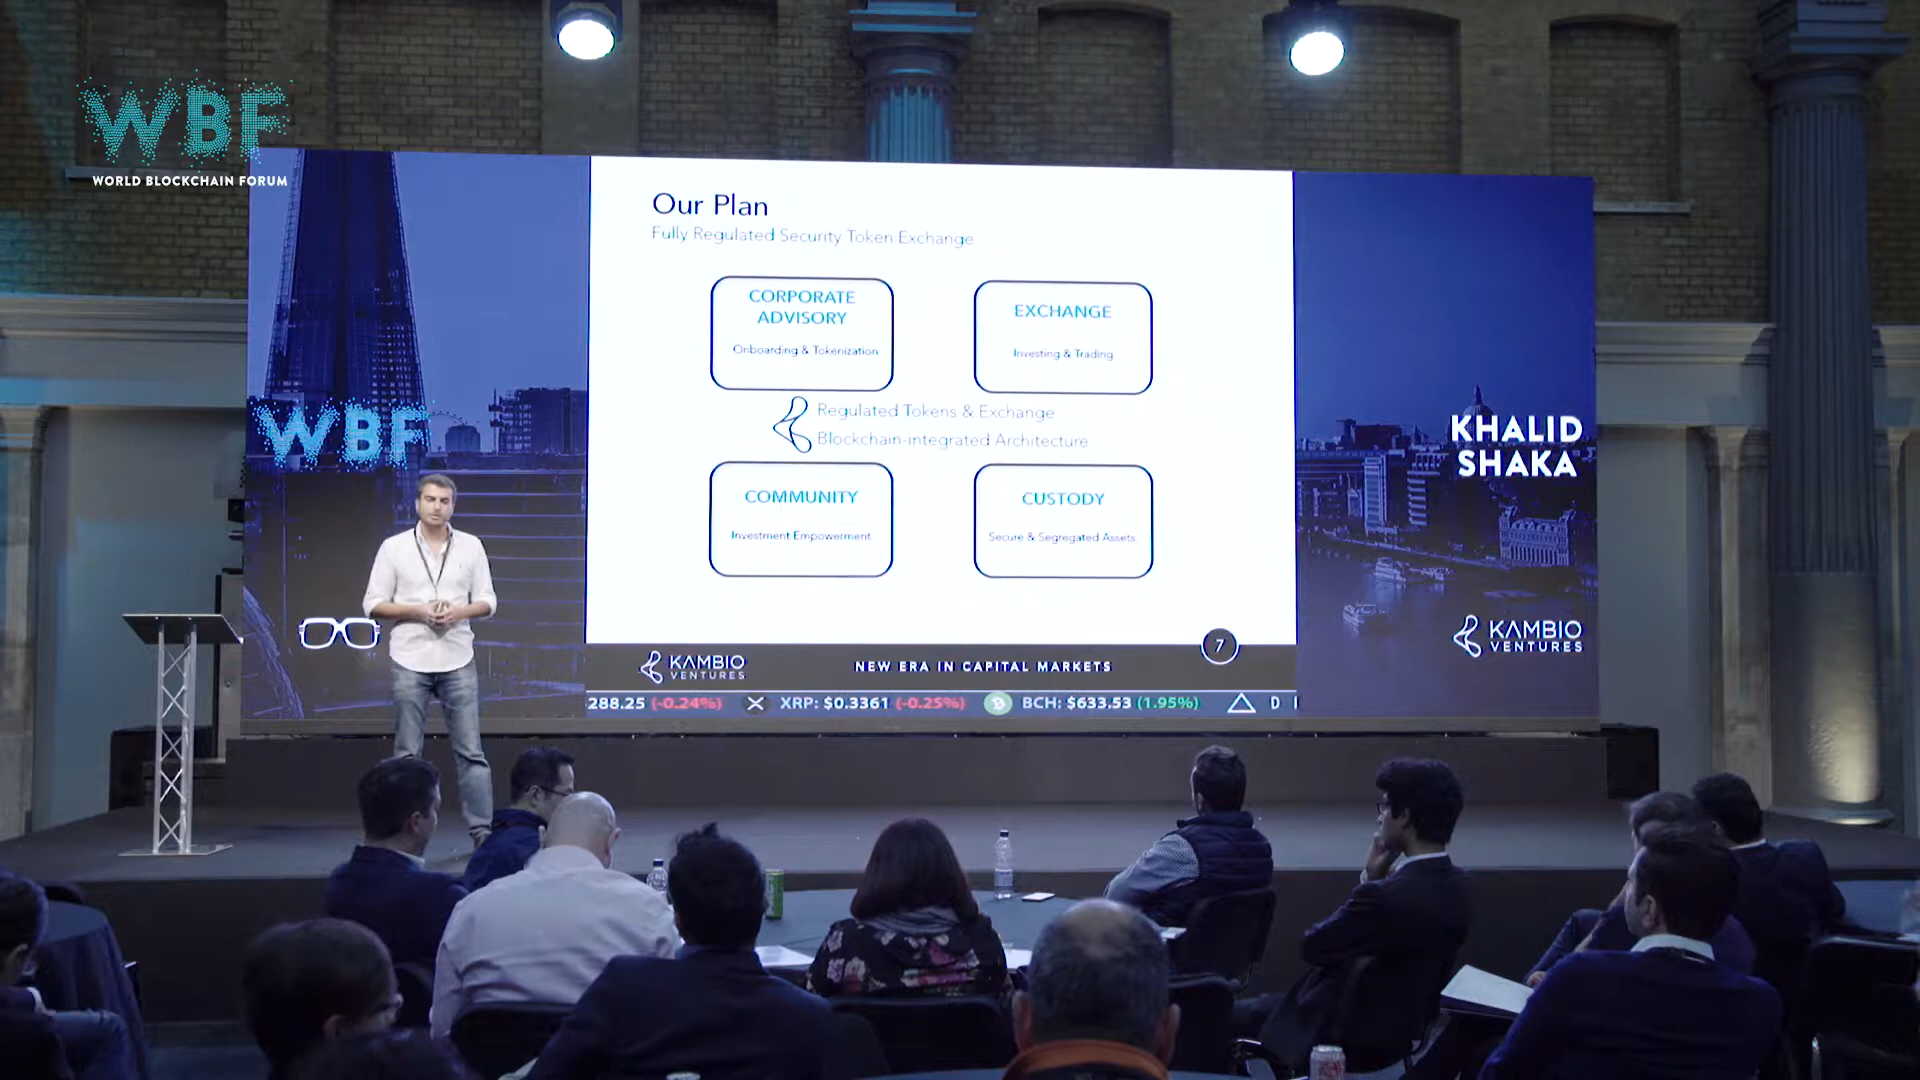 WBF
WORLD BLOCKCHAIN FORUM
Our Plan
Fully Regulated Security Token Exchange
CORPORATE
ADVISORY
Onboarding & Tokenization
EXCHANGE
Investing & Trading
Regulated Tokens & Exchange
Blockchain-integrated Architecture
COMMUNITY
Investment Empowerment
CUSTODY
Secure & Segregated Assets
WBF
KHALID
SHAKA
KAMBIO
VENTURES
KAMBIO
VENTURES
NEW ERA IN CAPITAL MARKETS
7
288.25 (-0.24%) XRP: $0.3361 (-0.25%) BCH: $633.53 (1.95%) D